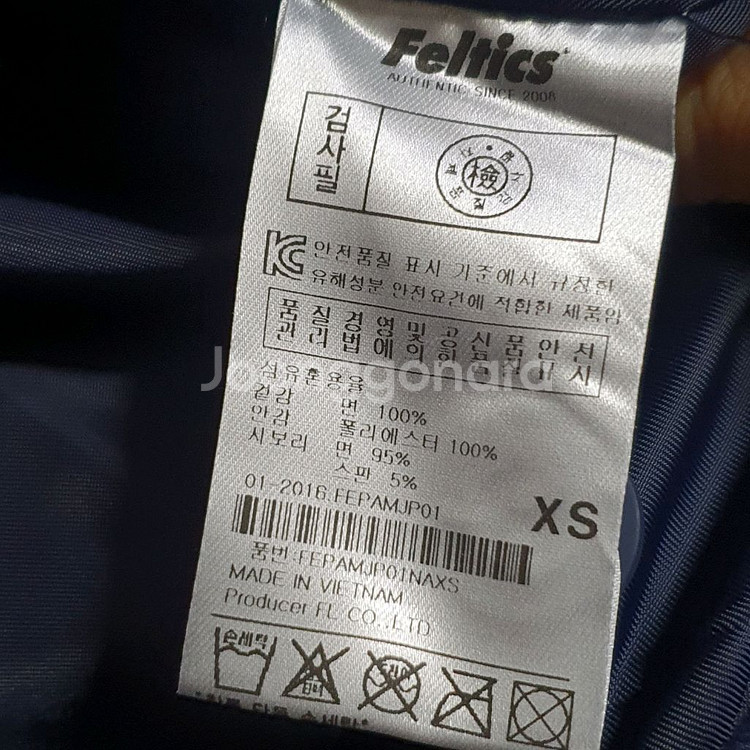 Feltics
AUTHENTIC SINCE 2008
검사필
檢
품질
안전품질 표시 기준에서 규정한
유해성분 안전요건에 적합한 제품임
품질경영및공산품안전
관리법에의한품질표시
Joonggonara
섬유혼용율
겉감 면 100%
안감 폴리에스터 100%
시보리 면 95%
스판 5%
01-2016.FEPAMJP01
XS
품번:FEPAMJP01NAXS
MADE IN VIETNAM
Producer FL CO.,LTD
손세탁